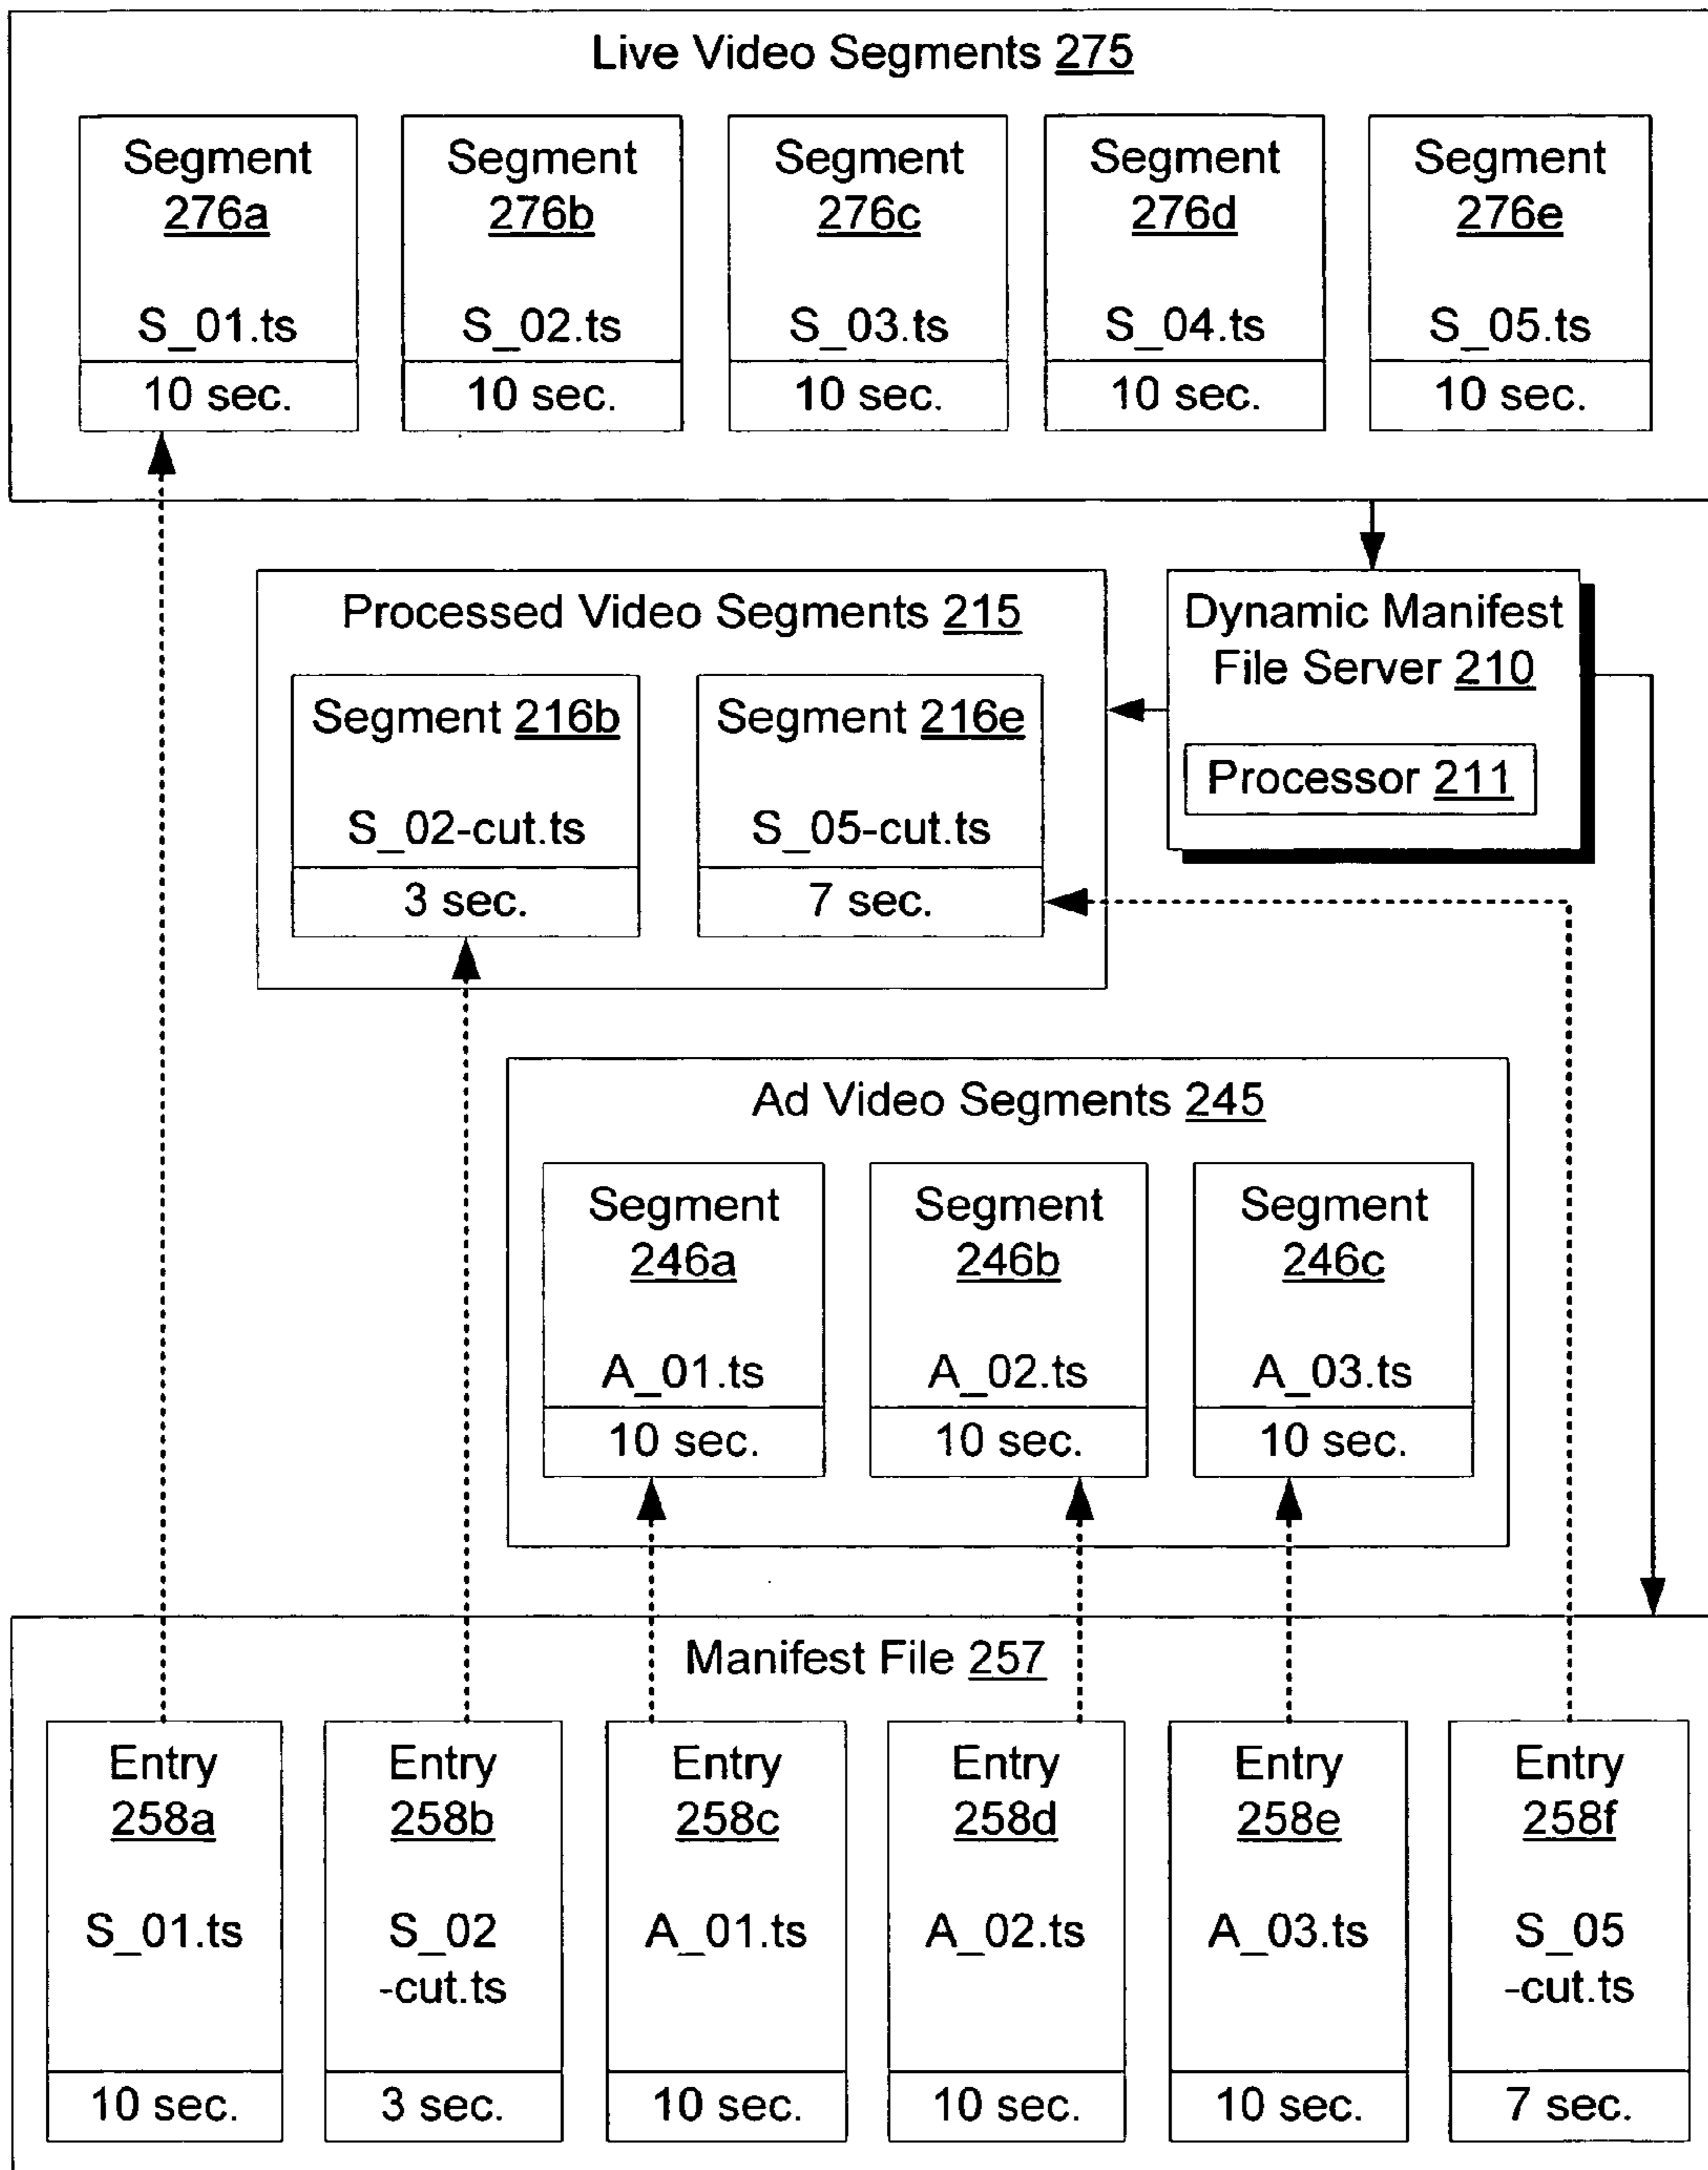 Live Video Segments 275
Segment
276a
S_01.ts
10 sec.
Segment
276b
S_02.ts
10 sec.
Segment
276c
S_03.ts
10 sec.
Segment
276d
S_04.ts
10 sec.
Segment
276e
S_05.ts
10 sec.
Processed Video Segments 215
Segment 216b
S_02-cut.ts
3 sec.
Segment 216e
S_05-cut.ts
7 sec.
Dynamic Manifest
File Server 210
Processor 211
Ad Video Segments 245
Segment
246a
A_01.ts
10 sec.
Segment
246b
A_02.ts
10 sec.
Segment
246c
A_03.ts
10 sec.
Manifest File 257
Entry
258a
S_01.ts
10 sec.
Entry
258b
S_02
-cut.ts
3 sec.
Entry
258c
A_01.ts
10 sec.
Entry
258d
A_02.ts
10 sec.
Entry
258e
A_03.ts
10 sec.
Entry
258f
S_05
-cut.ts
7 sec.